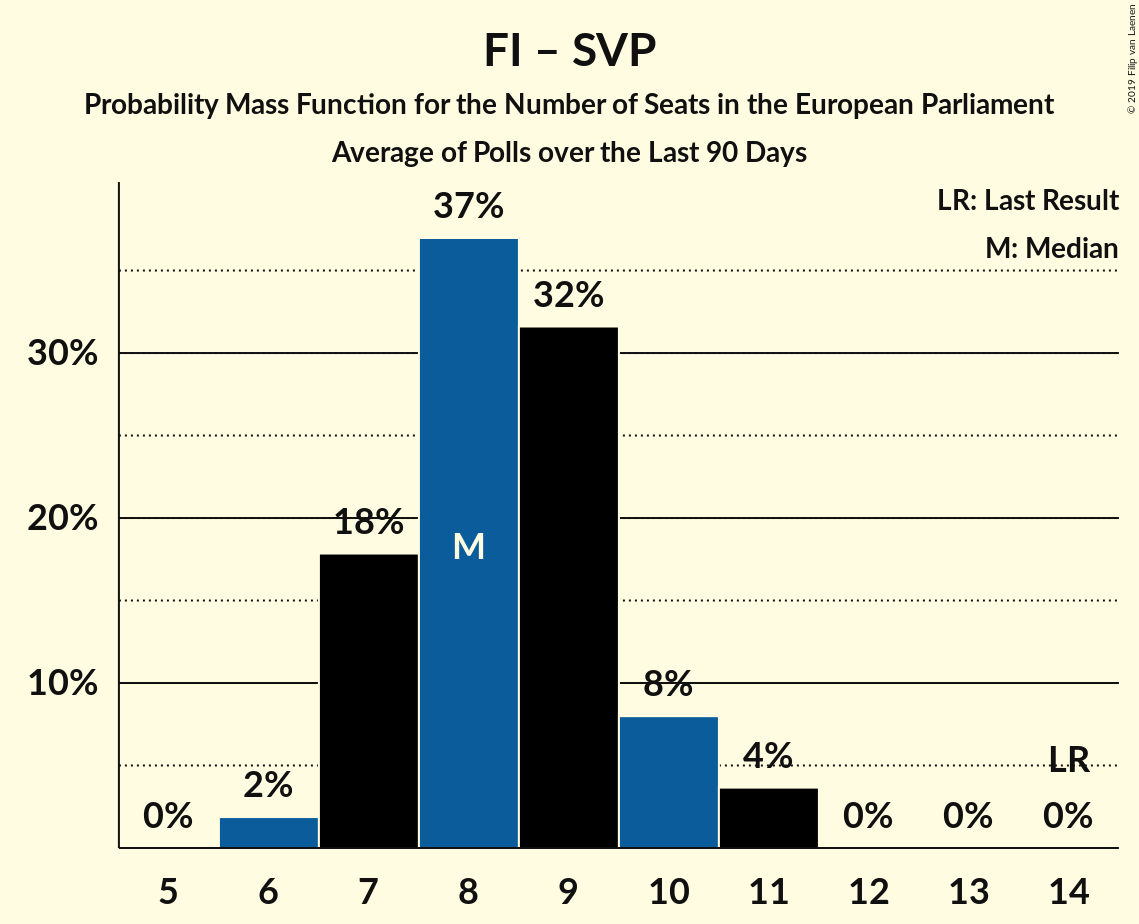 FI – SVP
Probability Mass Function for the Number of Seats in the European Parliament
Average of Polls over the Last 90 Days
© 2019 Filip van Laenen
LR: Last Result
M: Median
37%
32%
30%
18%
20%
M
8%
10%
4%
LR
2%
0%
0%
0%
0%
5 6 7 8 9 10 11 12 13 14